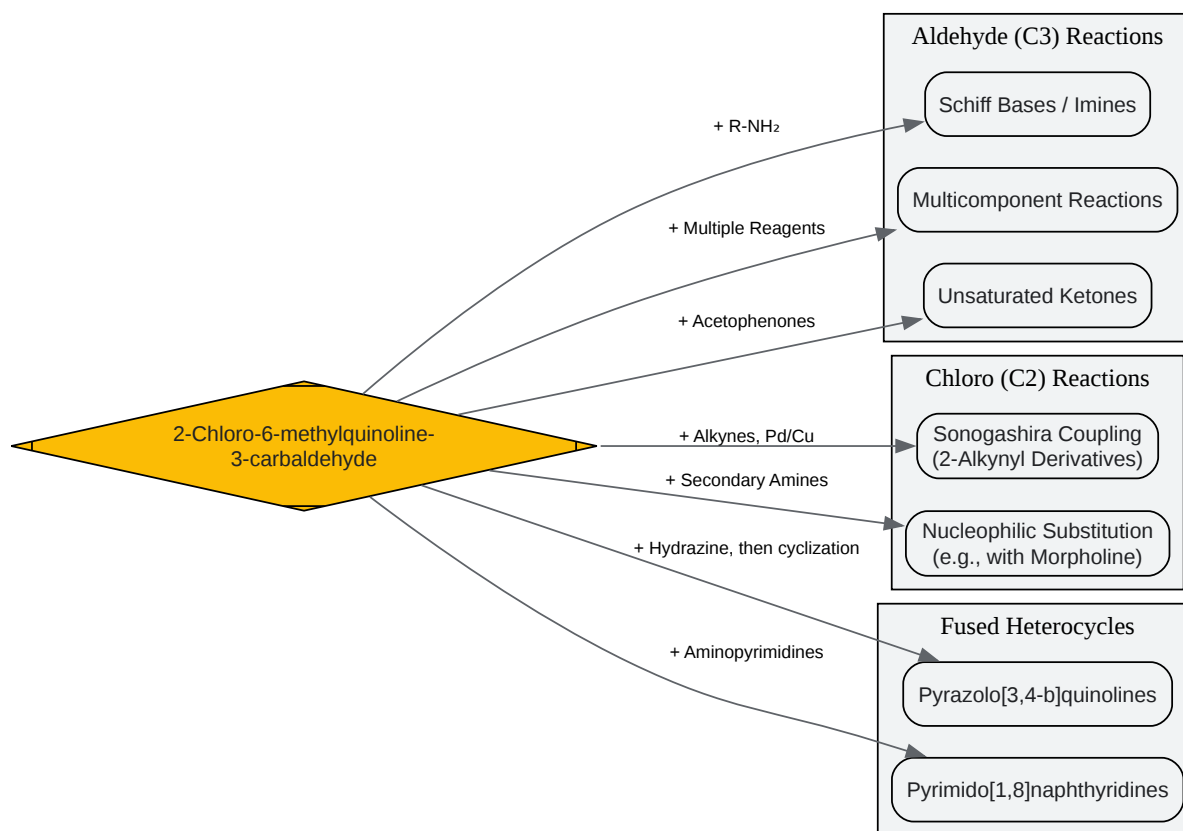 Aldehyde (C3) Reactions
Schiff Bases / Imines
+ R-NH₂
Multicomponent Reactions
+ Multiple Reagents
Unsaturated Ketones
+ Acetophenones
Chloro (C2) Reactions
2-Chloro-6-methylquinoline-
3-carbaldehyde
+ Alkynes, Pd/Cu
Sonogashira Coupling
(2-Alkynyl Derivatives)
+ Secondary Amines
Nucleophilic Substitution
(e.g., with Morpholine)
+ Hydrazine, then cyclization
Fused Heterocycles
+ Aminopyrimidines
Pyrazolo[3,4-b]quinolines
Pyrimido[1,8]naphthyridines